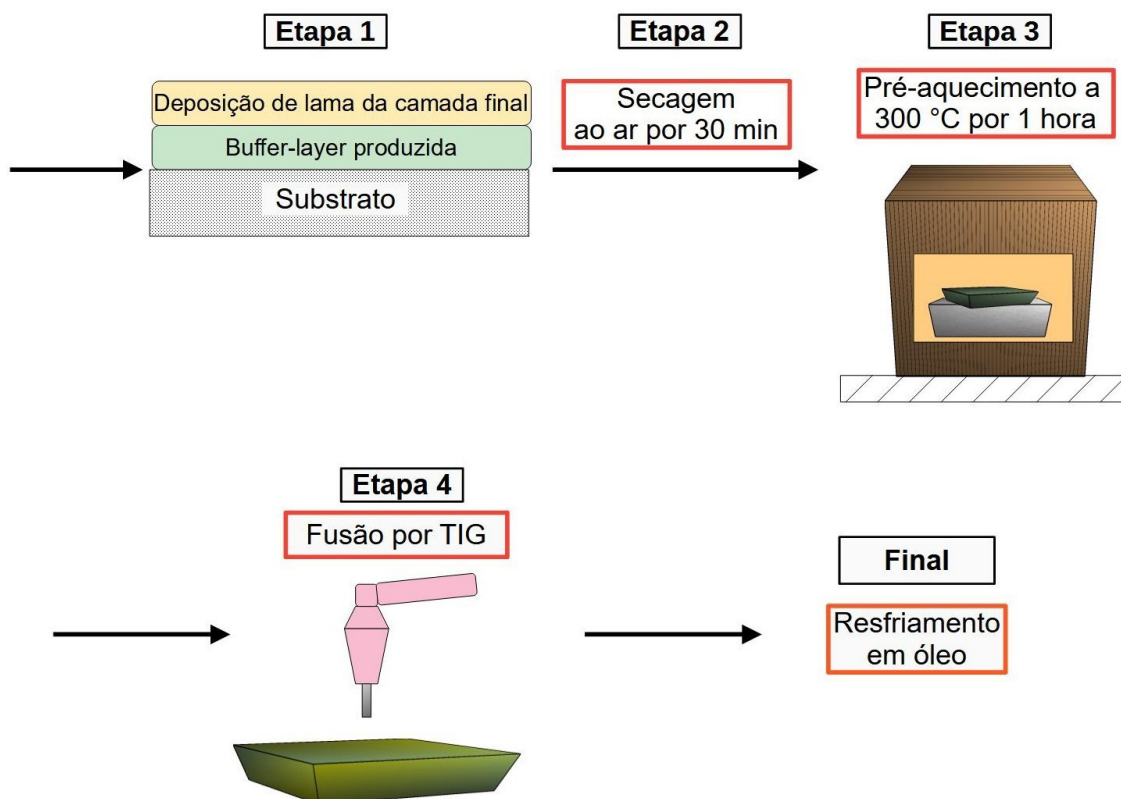 Etapa 1
Deposição de lama da camada final
Buffer-layer produzida
Substrato
Etapa 2
Secagem
ao ar por 30 min
Etapa 3
Pré-aquecimento a
300 °C por 1 hora
Etapa 4
Fusão por TIG
Final
Resfriamento
em óleo